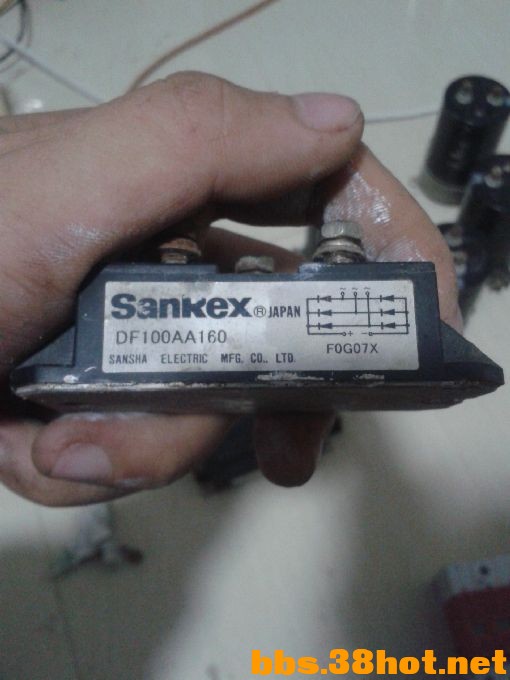 SanRex ® JAPAN
DF100AA160
SANSHA ELECTRIC MFG. CO., LTD.
~ ~ ~
+ -
F0G07X
bbs.38hot.net